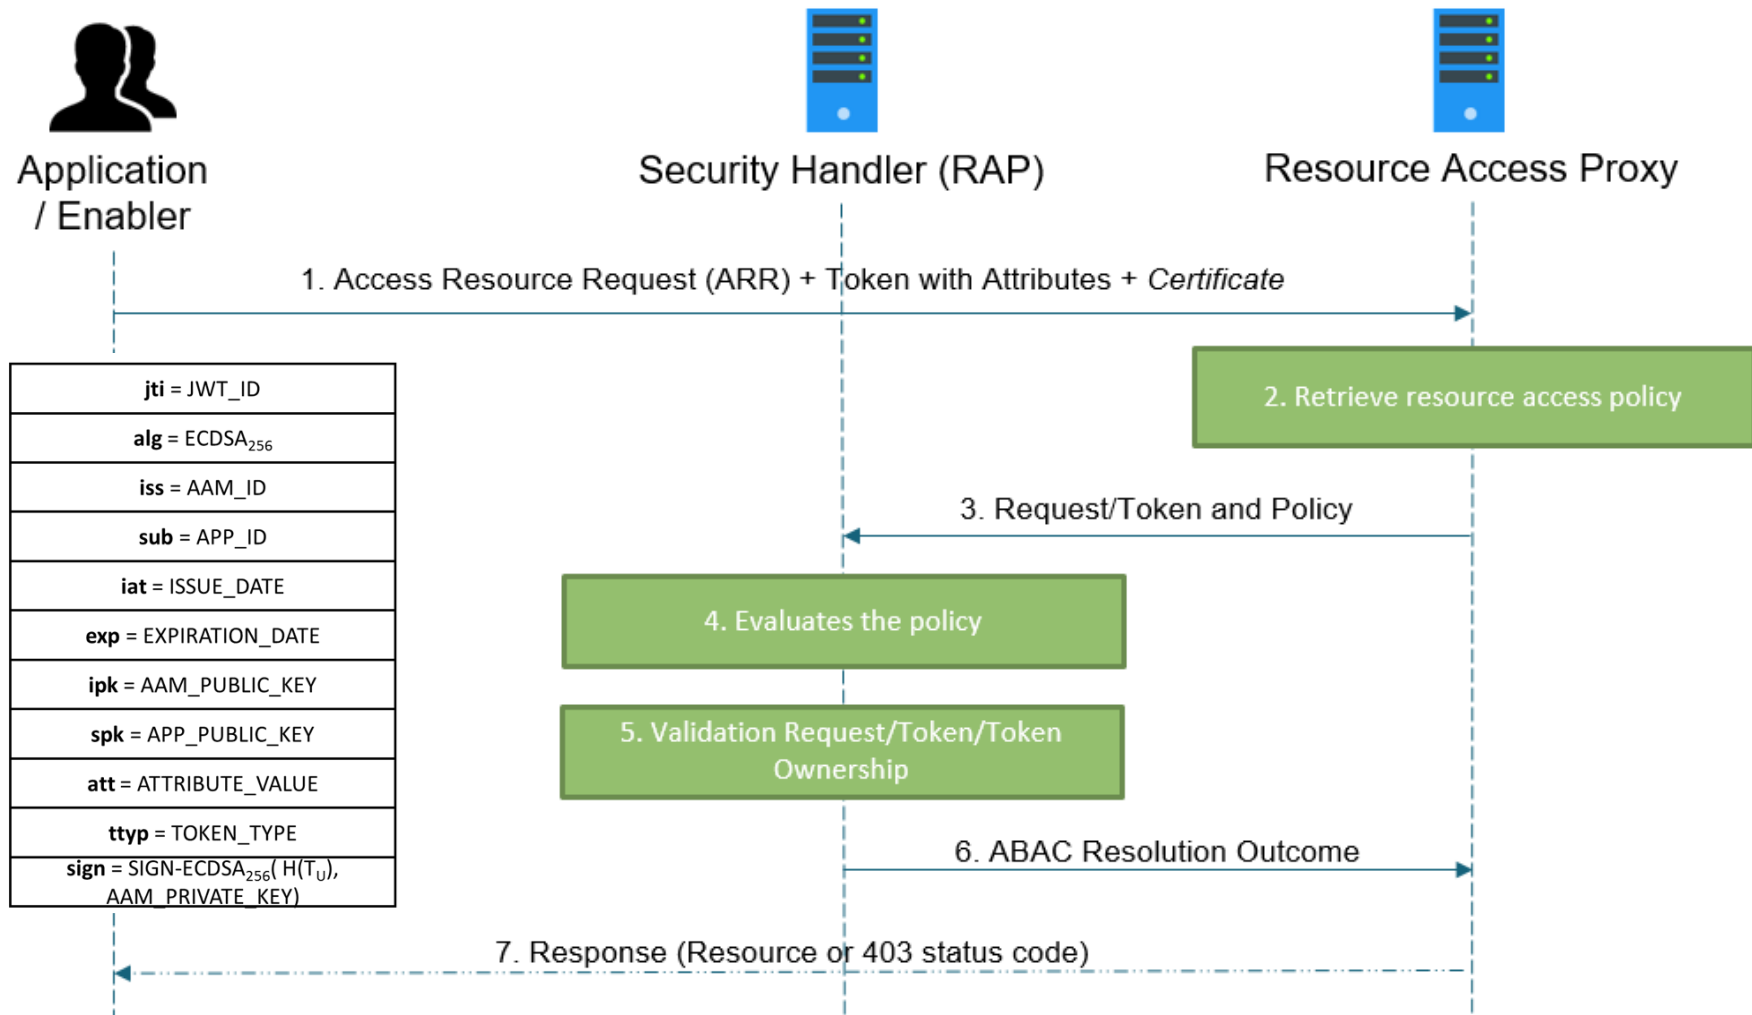 Application
/ Enabler
Security Handler (RAP)
Resource Access Proxy
1. Access Resource Request (ARR) + Token with Attributes + Certificate
jti = JWT_ID
alg = ECDSA256
iss = AAM_ID
sub = APP_ID
iat = ISSUE_DATE
exp = EXPIRATION_DATE
ipk = AAM_PUBLIC_KEY
spk = APP_PUBLIC_KEY
att = ATTRIBUTE_VALUE
ttyp = TOKEN_TYPE
sign = SIGN-ECDSA256( H(TU),
AAM_PRIVATE_KEY)
2. Retrieve resource access policy
3. Request/Token and Policy
4. Evaluates the policy
5. Validation Request/Token/Token
Ownership
6. ABAC Resolution Outcome
7. Response (Resource or 403 status code)